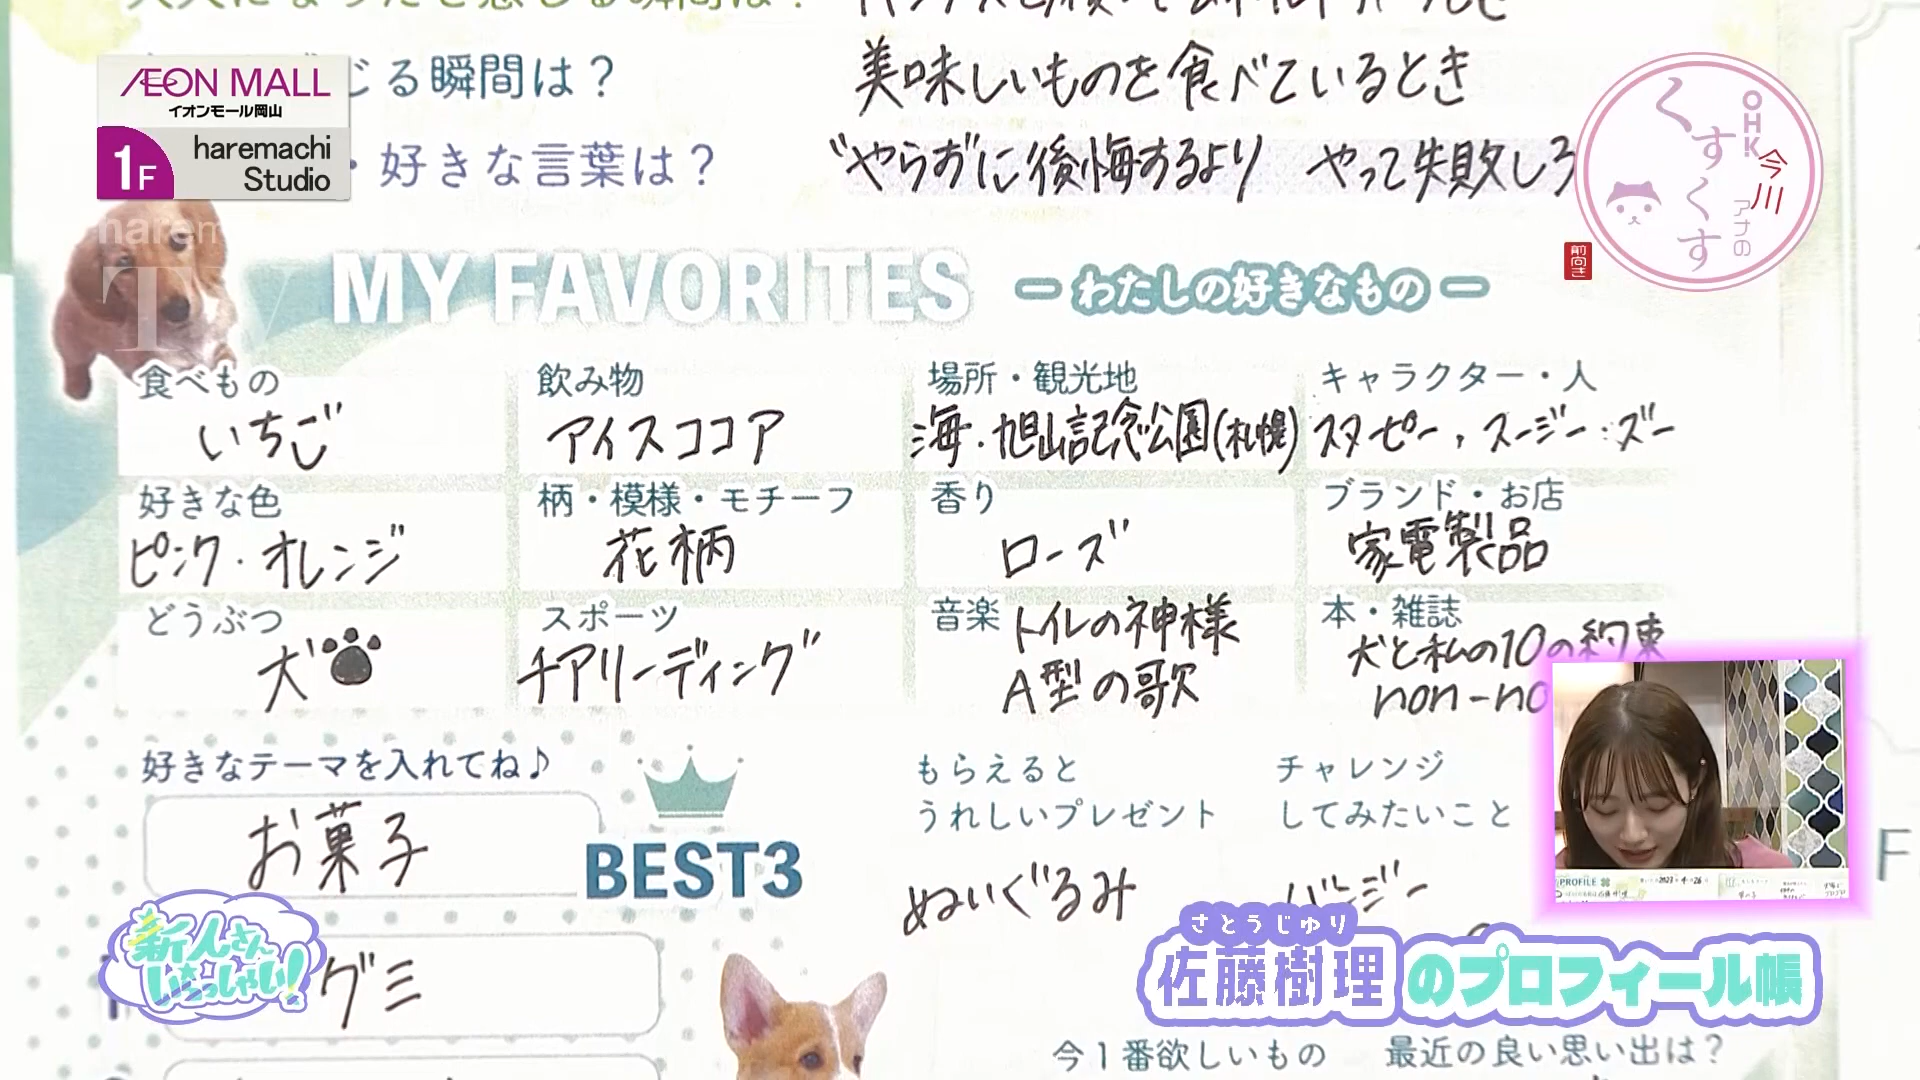 美味しいものを食べているとき
じる瞬間は？
AEON MALL
イオンモール岡山
1F
haremachi
Studio
・好きな言葉は？
"やらずに後悔するより やって失敗しろ
OHK
今川
アナの
くすくす
前向き
MY FAVORITES
ー わたしの好きなもの ー
食べもの
いちご
飲み物
アイスココア
場所・観光地
海・旭山記念公園(札幌)
キャラクター・人
スヌーピー, スージー・ズー
好きな色
ピンク・オレンジ
柄・模様・モチーフ
花柄
香り
ローズ
ブランド・お店
家電製品
どうぶつ
犬
スポーツ
チアリーディング
音楽
トイレの神様
A型の歌
本・雑誌
犬と私の10の約束
non-no
好きなテーマを入れてね♪
お菓子
BEST3
グミ
もらえると
うれしいプレゼント
ぬいぐるみ
チャレンジ
してみたいこと
バンジー
PROFILE
新人さん
いらっしゃい!
さとうじゅり
佐藤樹理のプロフィール帳
今1番欲しいもの
最近の良い思い出は？